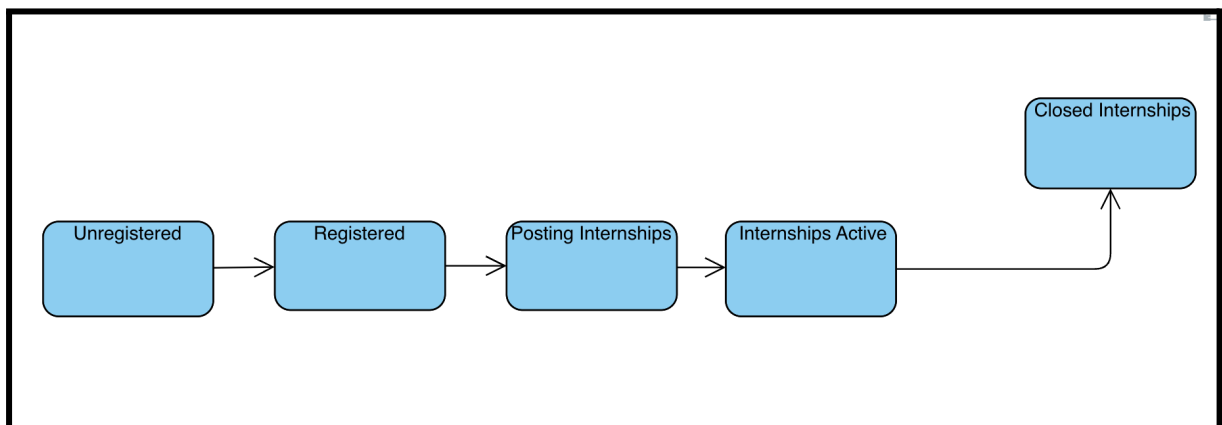 Closed Internships
Unregistered
Registered
Posting Internships
Internships Active